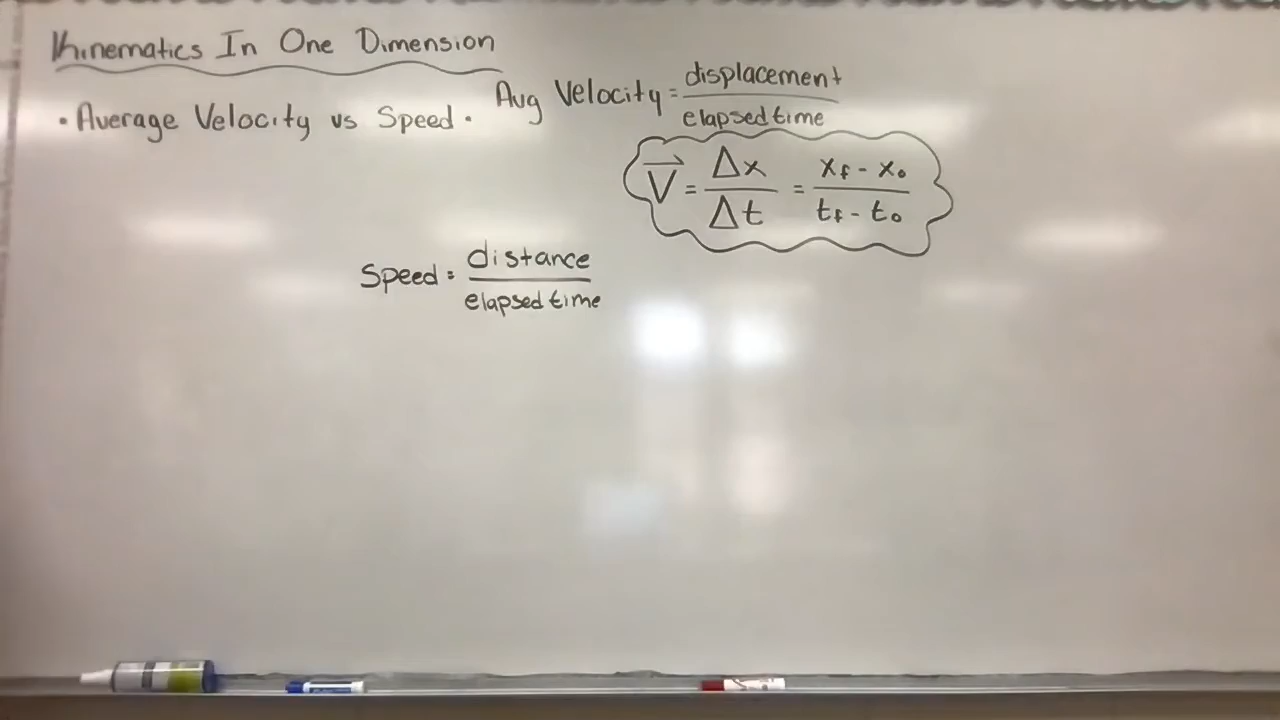 Khinematics In One Dimension
• Average Velocity vs Speed •
Avg Velocity = displacement / elapsed time
V⃗ = Δx / Δt = xf - x₀ / tf - t₀
Speed = distance / elapsed time